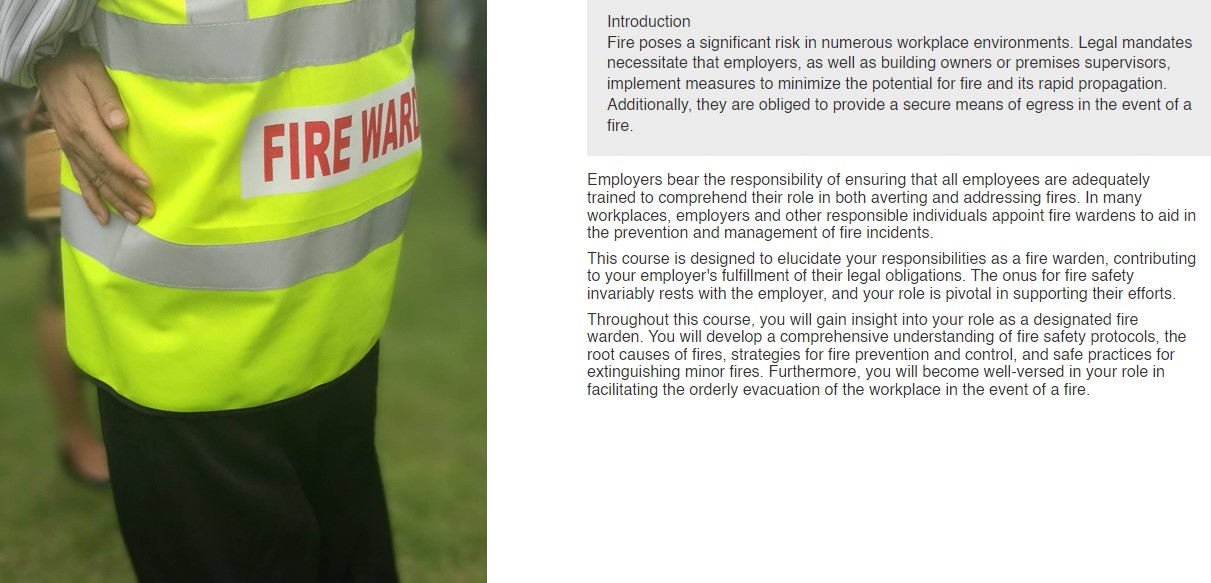 FIRE WARD
Introduction
Fire poses a significant risk in numerous workplace environments. Legal mandates
necessitate that employers, as well as building owners or premises supervisors,
implement measures to minimize the potential for fire and its rapid propagation.
Additionally, they are obliged to provide a secure means of egress in the event of a
fire.
Employers bear the responsibility of ensuring that all employees are adequately
trained to comprehend their role in both averting and addressing fires. In many
workplaces, employers and other responsible individuals appoint fire wardens to aid in
the prevention and management of fire incidents.
This course is designed to elucidate your responsibilities as a fire warden, contributing
to your employer's fulfillment of their legal obligations. The onus for fire safety
invariably rests with the employer, and your role is pivotal in supporting their efforts.
Throughout this course, you will gain insight into your role as a designated fire
warden. You will develop a comprehensive understanding of fire safety protocols, the
root causes of fires, strategies for fire prevention and control, and safe practices for
extinguishing minor fires. Furthermore, you will become well-versed in your role in
facilitating the orderly evacuation of the workplace in the event of a fire.